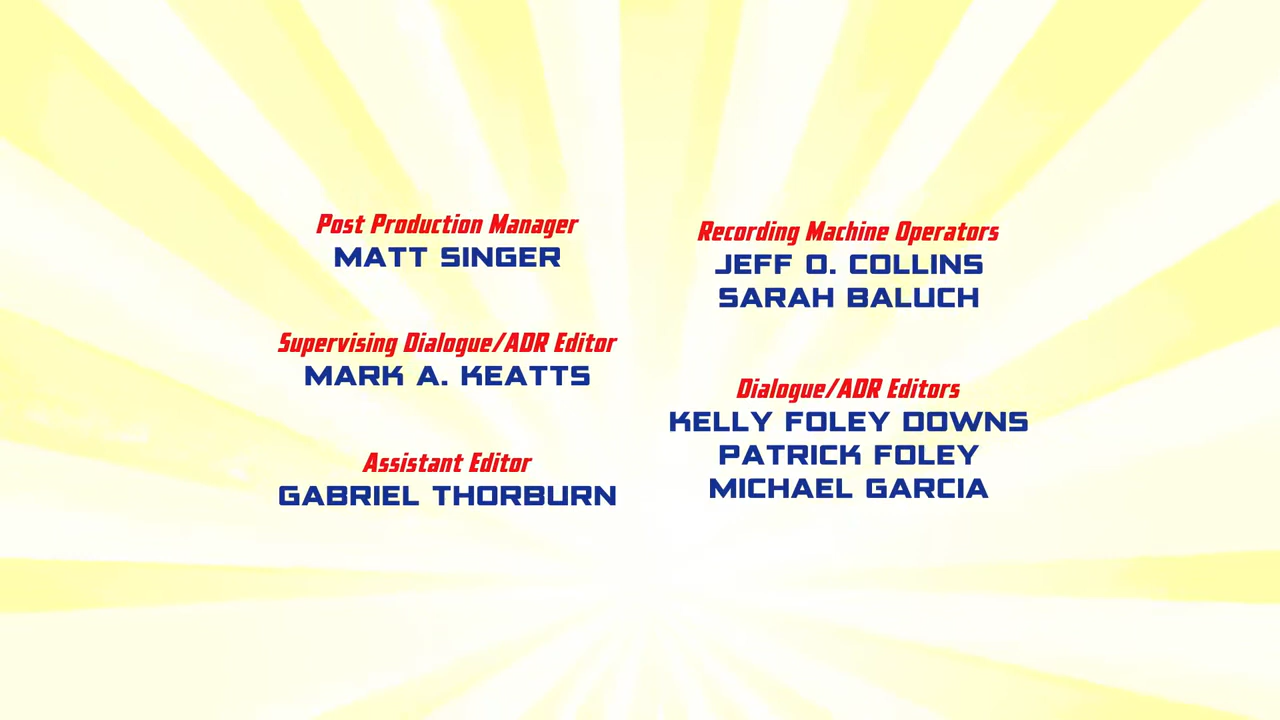 Post Production Manager
MATT SINGER
Supervising Dialogue/ADR Editor
MARK A. KEATTS
Assistant Editor
GABRIEL THORBURN
Recording Machine Operators
JEFF O. COLLINS
SARAH BALUCH
Dialogue/ADR Editors
KELLY FOLEY DOWNS
PATRICK FOLEY
MICHAEL GARCIA